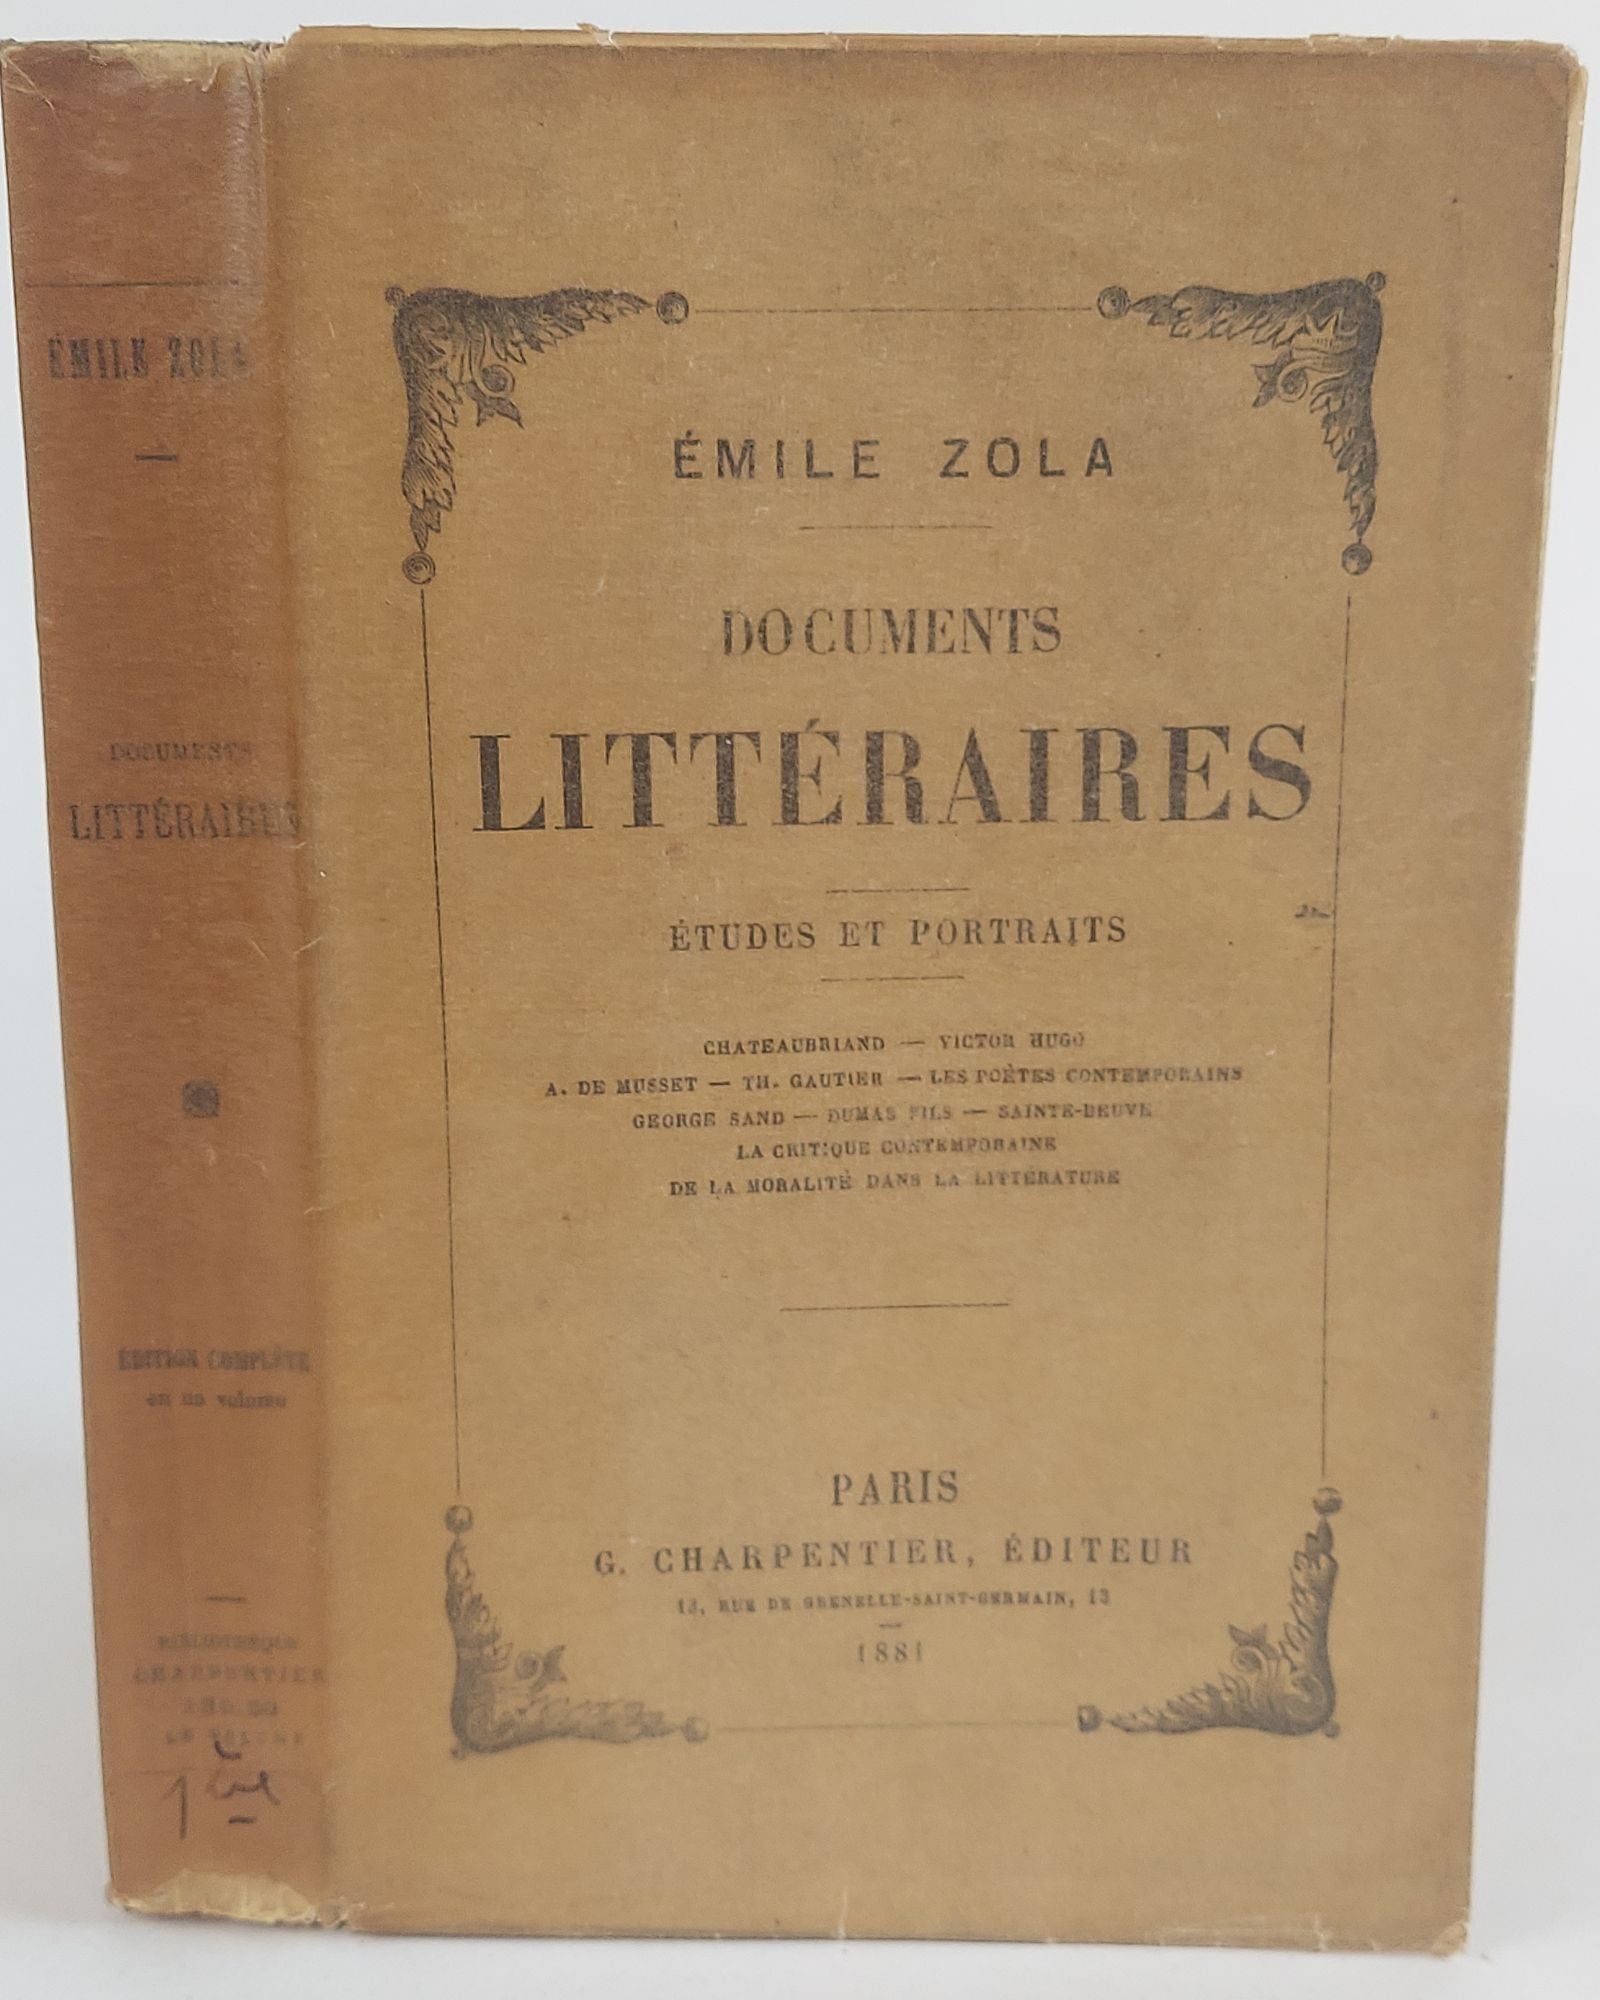 ÉMILE ZOLA
DOCUMENTS
LITTÉRAIRES
ÉDITION COMPLÈTE
en un volume
BIBLIOTHÈQUE
CHARPENTIER
LE VOLUME
ÉMILE ZOLA
DOCUMENTS
LITTÉRAIRES
ÉTUDES ET PORTRAITS
CHATEAUBRIAND — VICTOR HUGO
A. DE MUSSET — TH. GAUTIER — LES POÈTES CONTEMPORAINS
GEORGE SAND — DUMAS FILS — SAINTE-BEUVE
LA CRITIQUE CONTEMPORAINE
DE LA MORALITÉ DANS LA LITTÉRATURE
PARIS
G. CHARPENTIER, ÉDITEUR
13, RUE DE GRENELLE-SAINT-GERMAIN, 13
1881